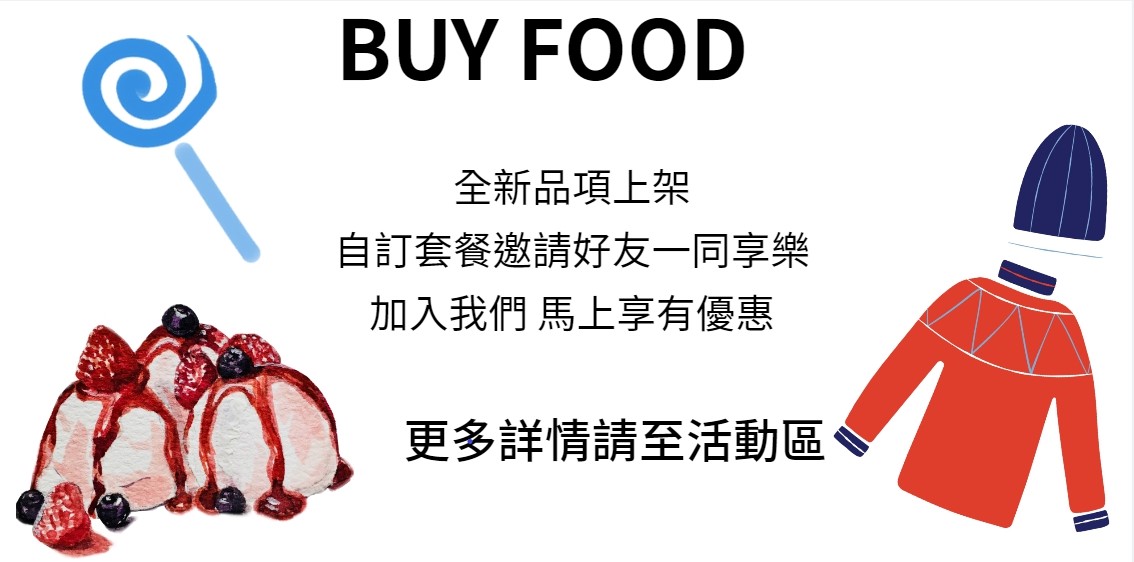 BUY FOOD
全新品項上架
自訂套餐邀請好友一同享樂
加入我們 馬上享有優惠
更多詳情請至活動區